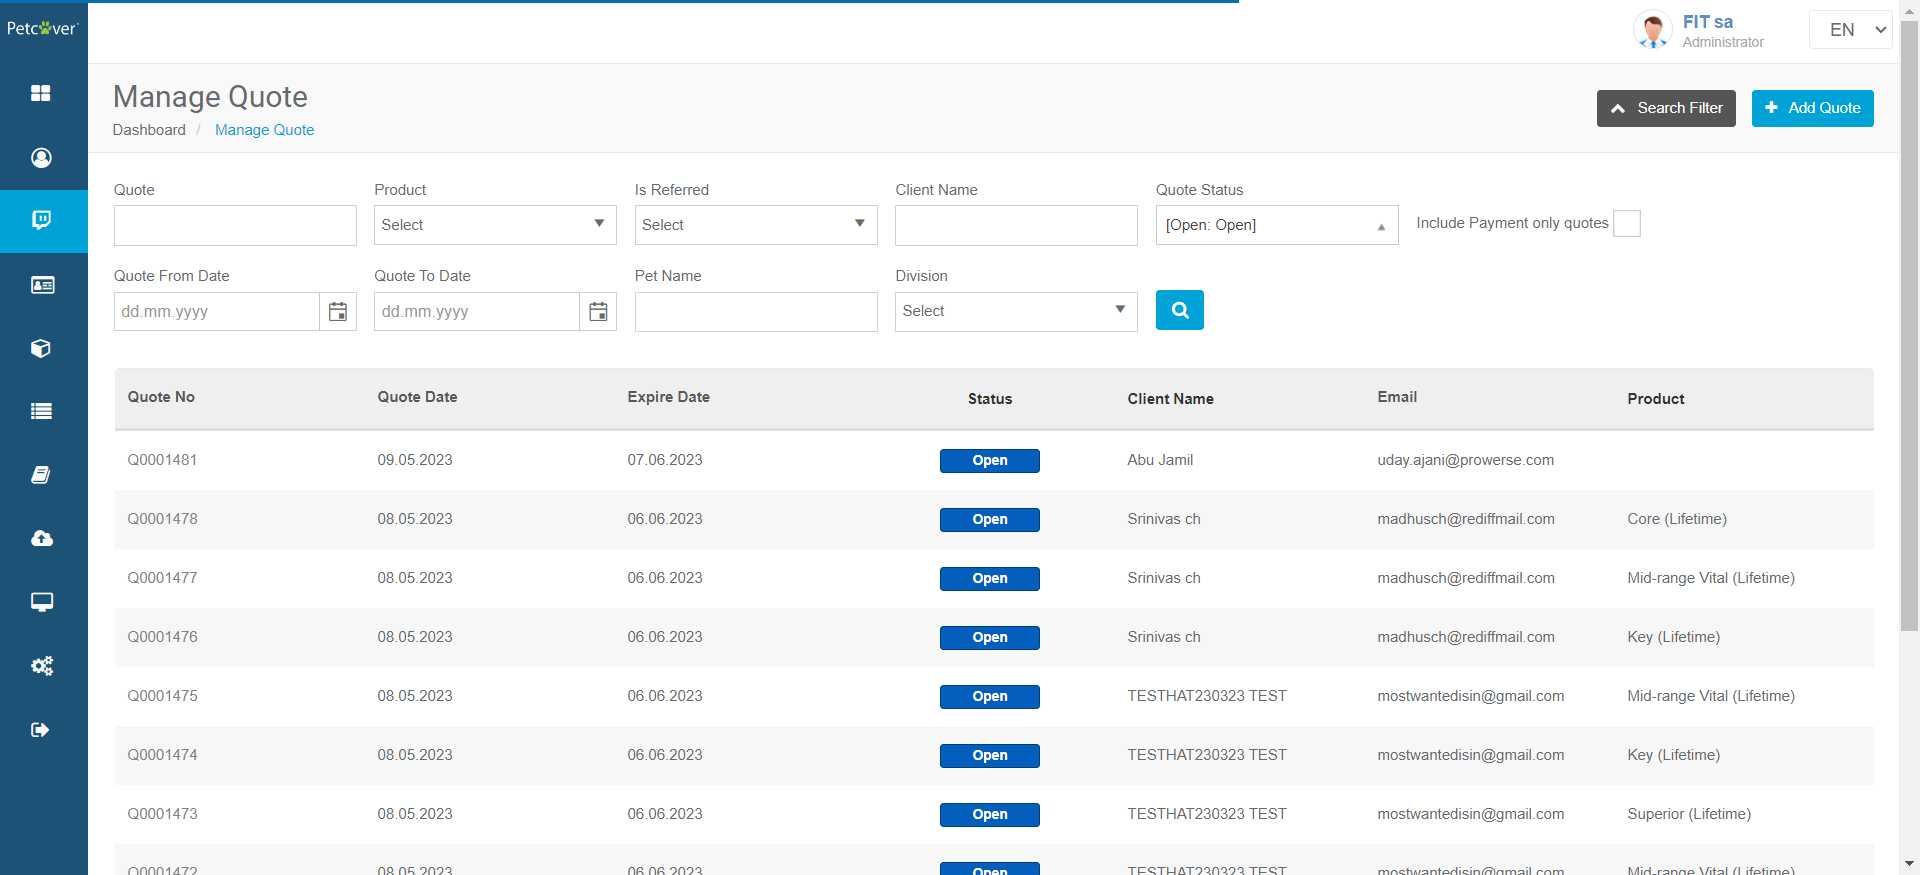 Petcover
FIT sa
Administrator
EN
Manage Quote
Dashboard / Manage Quote
Search Filter
Add Quote
Quote
Product
Is Referred
Client Name
Quote Status
Select
Select
[Open: Open]
Include Payment only quotes
Quote From Date
Quote To Date
Pet Name
Division
dd.mm.yyyy
dd.mm.yyyy
Select
Quote No Quote Date Expire Date Status Client Name Email Product
Q0001481 09.05.2023 07.06.2023 Open Abu Jamil uday.ajani@prowerse.com
Q0001478 08.05.2023 06.06.2023 Open Srinivas ch madhusch@rediffmail.com Core (Lifetime)
Q0001477 08.05.2023 06.06.2023 Open Srinivas ch madhusch@rediffmail.com Mid-range Vital (Lifetime)
Q0001476 08.05.2023 06.06.2023 Open Srinivas ch madhusch@rediffmail.com Key (Lifetime)
Q0001475 08.05.2023 06.06.2023 Open TESTHAT230323 TEST mostwantedisin@gmail.com Mid-range Vital (Lifetime)
Q0001474 08.05.2023 06.06.2023 Open TESTHAT230323 TEST mostwantedisin@gmail.com Key (Lifetime)
Q0001473 08.05.2023 06.06.2023 Open TESTHAT230323 TEST mostwantedisin@gmail.com Superior (Lifetime)
Q0001472 08.05.2023 06.06.2023 Open TESTHAT230323 TEST mostwantedisin@gmail.com Mid-range Vital (Lifetime)